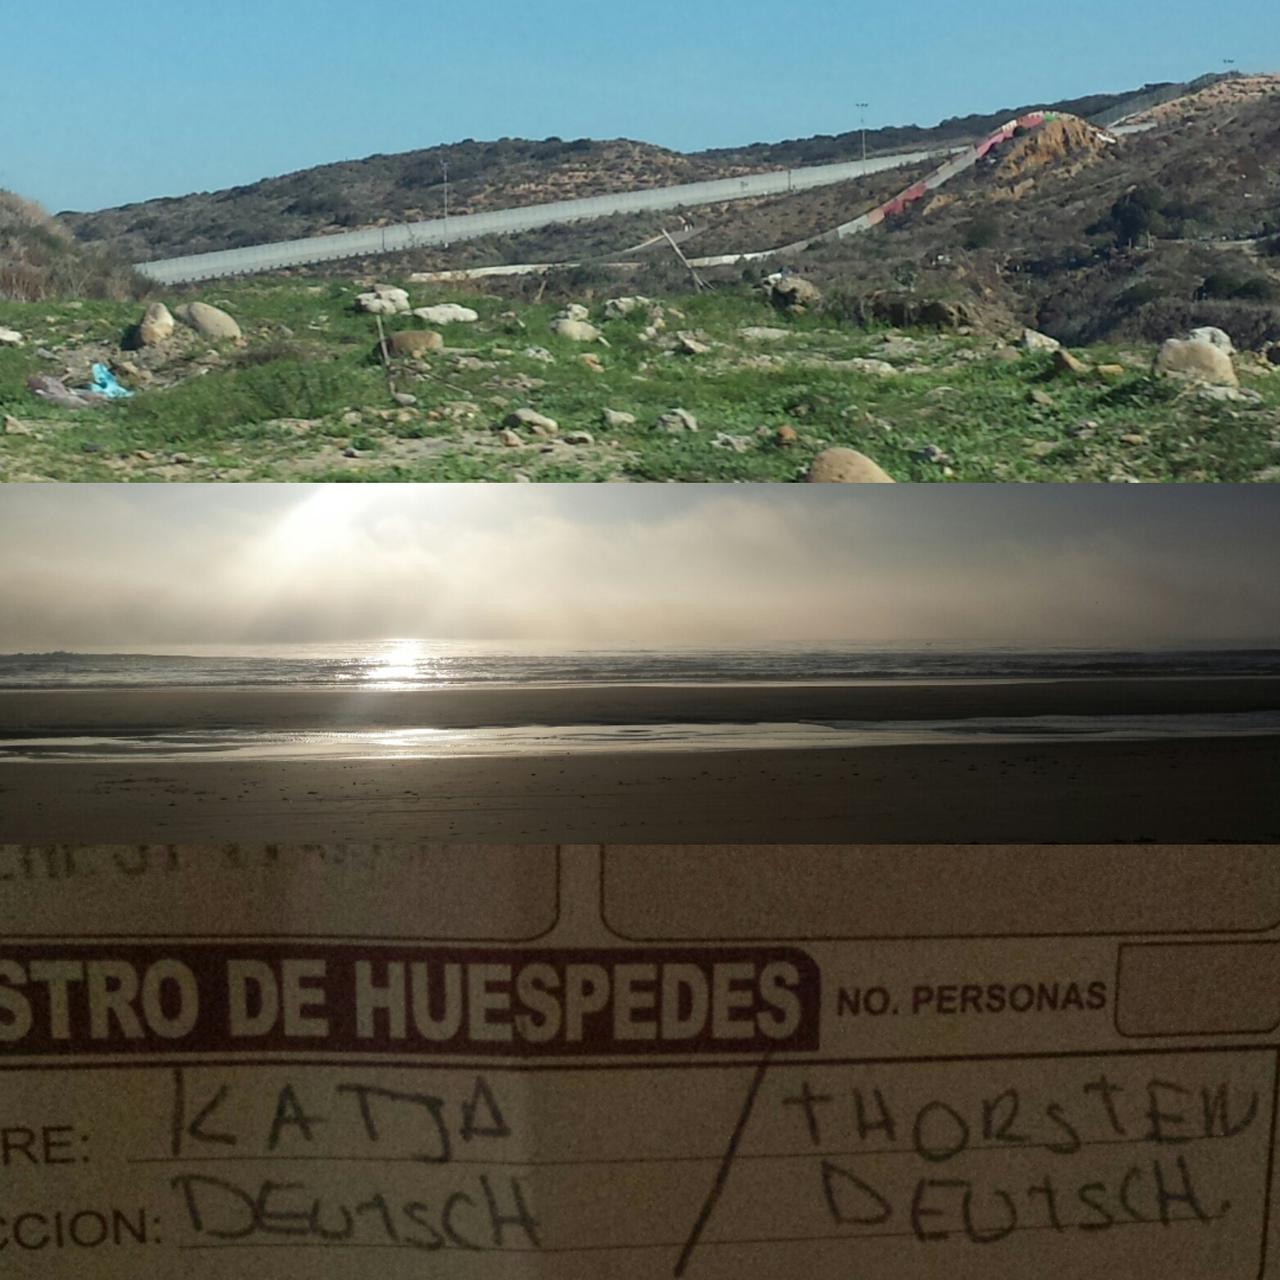 STRO DE HUESPEDES NO. PERSONAS
RE: KATJA / THORSTEN
CCION: DEUTSCH / DEUTSCH.